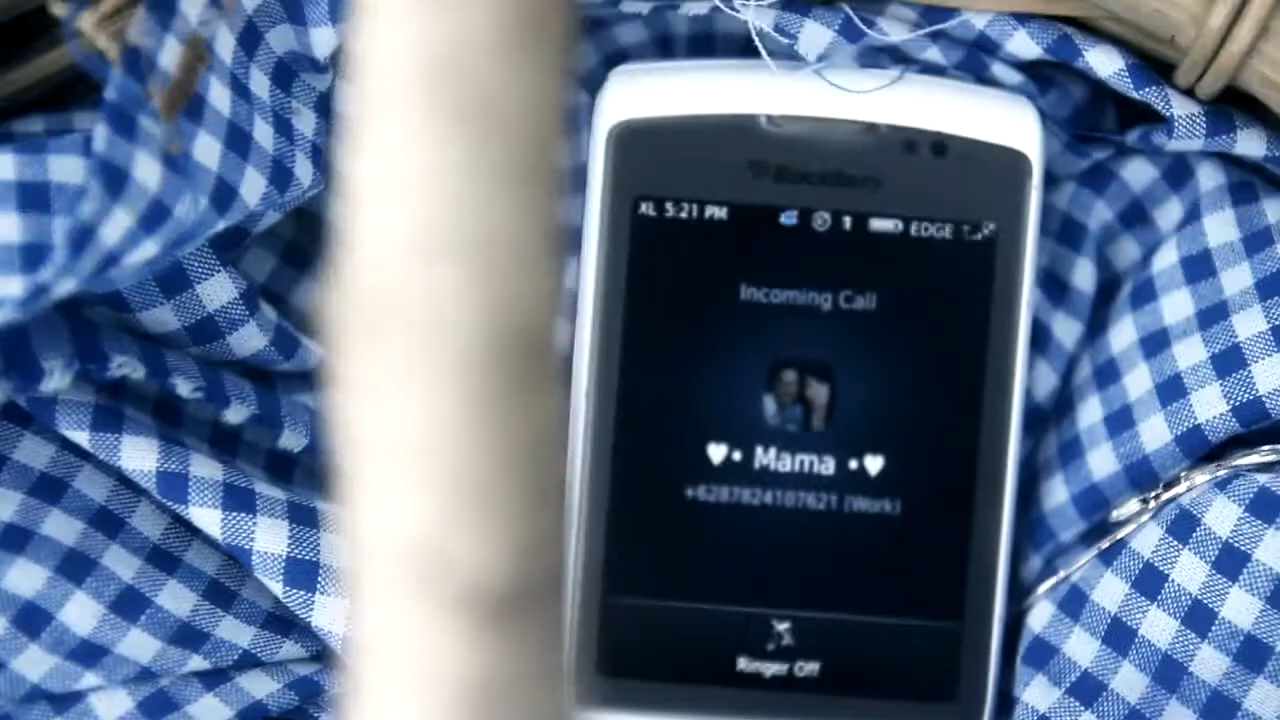 BlackBerry
XL 5:21 PM EDGE
Incoming Call
♥• Mama •♥
+6287824107621 (Work)
Ringer Off